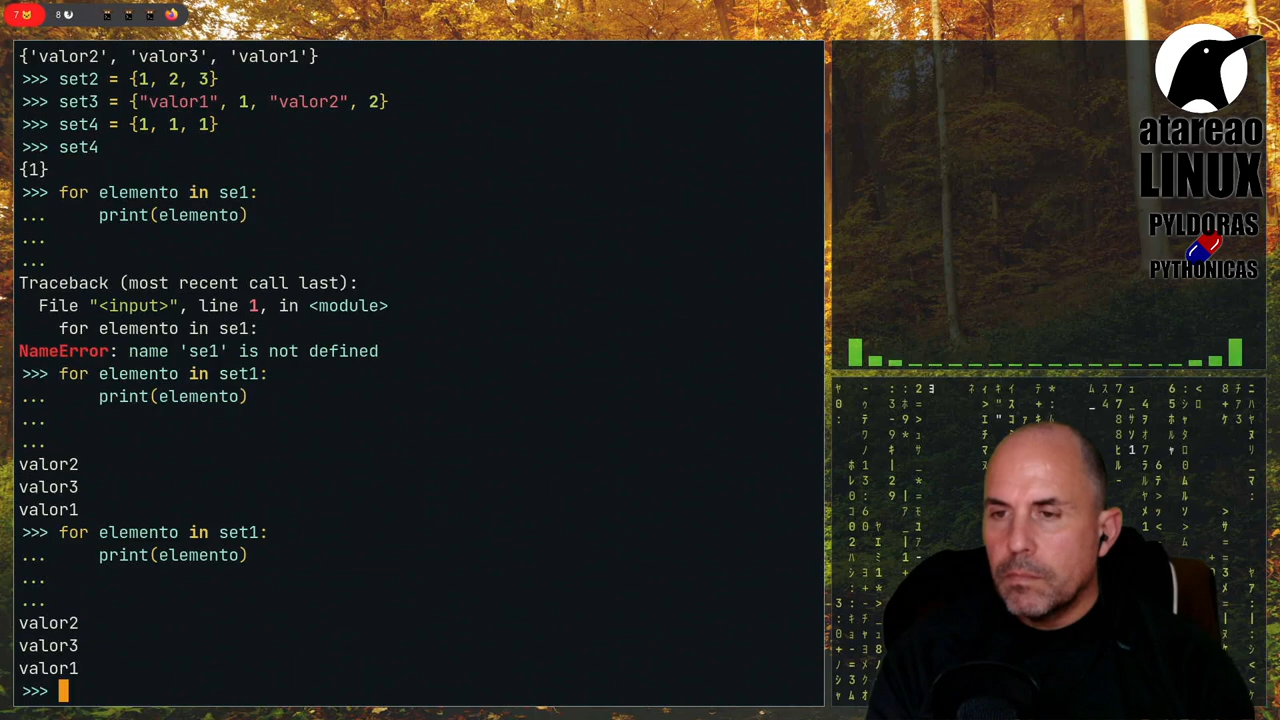 7 8
{'valor2', 'valor3', 'valor1'}
>>> set2 = {1, 2, 3}
>>> set3 = {"valor1", 1, "valor2", 2}
>>> set4 = {1, 1, 1}
>>> set4
{1}
>>> for elemento in se1:
...     print(elemento)
...
...
Traceback (most recent call last):
  File "<input>", line 1, in <module>
    for elemento in se1:
NameError: name 'se1' is not defined
>>> for elemento in set1:
...     print(elemento)
...
...
valor2
valor3
valor1
>>> for elemento in set1:
...     print(elemento)
...
...
valor2
valor3
valor1
>>>
atareao
LINUX
PYLDORAS
PYTHONICAS